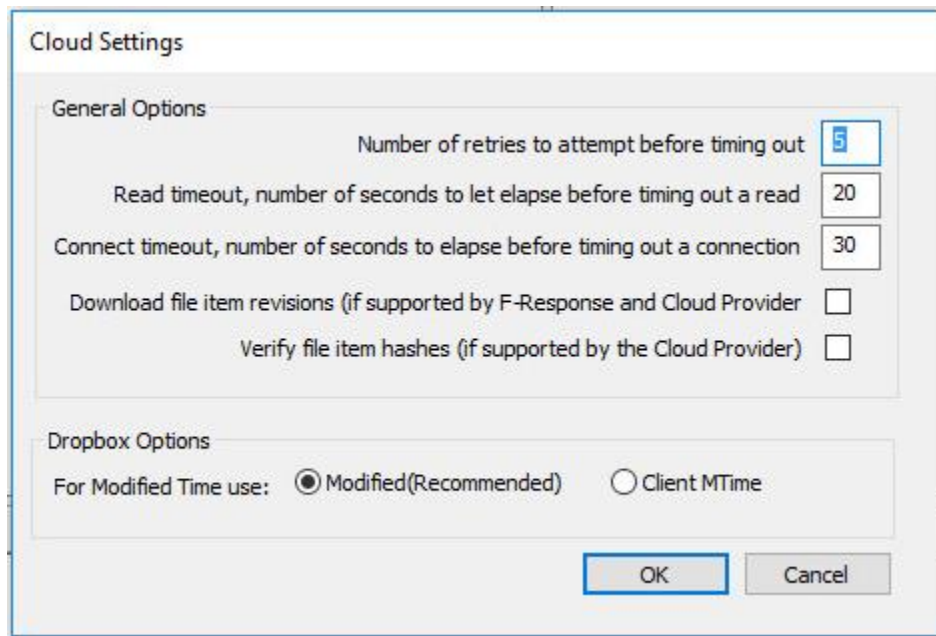 Cloud Settings
General Options
Number of retries to attempt before timing out 5
Read timeout, number of seconds to let elapse before timing out a read 20
Connect timeout, number of seconds to elapse before timing out a connection 30
Download file item revisions (if supported by F-Response and Cloud Provider
Verify file item hashes (if supported by the Cloud Provider)
Dropbox Options
For Modified Time use: Modified(Recommended) Client MTime
OK Cancel